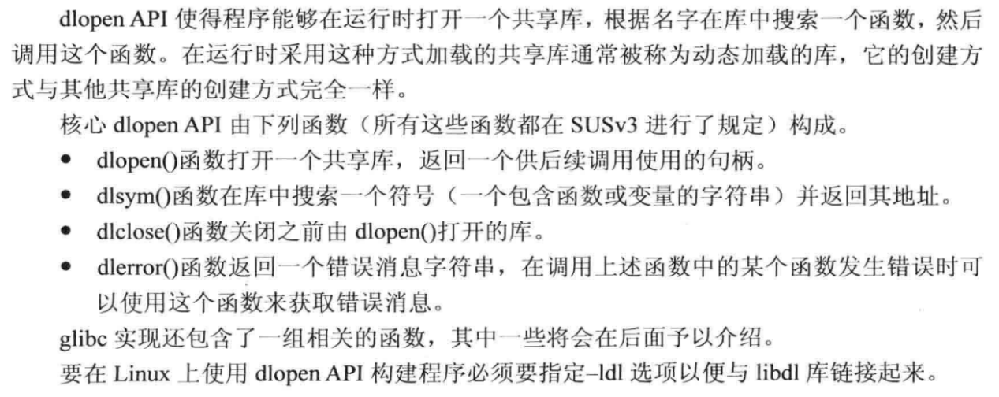 dlopen API 使得程序能够在运行时打开一个共享库，根据名字在库中搜索一个函数，然后
调用这个函数。在运行时采用这种方式加载的共享库通常被称为动态加载的库，它的创建方
式与其他共享库的创建方式完全一样。
核心 dlopen API 由下列函数（所有这些函数都在 SUSv3 进行了规定）构成。
● dlopen()函数打开一个共享库，返回一个供后续调用使用的句柄。
● dlsym()函数在库中搜索一个符号（一个包含函数或变量的字符串）并返回其地址。
● dlclose()函数关闭之前由 dlopen()打开的库。
● dlerror()函数返回一个错误消息字符串，在调用上述函数中的某个函数发生错误时可
以使用这个函数来获取错误消息。
glibc 实现还包含了一组相关的函数，其中一些将会在后面予以介绍。
要在 Linux 上使用 dlopen API 构建程序必须要指定–ldl 选项以便与 libdl 库链接起来。